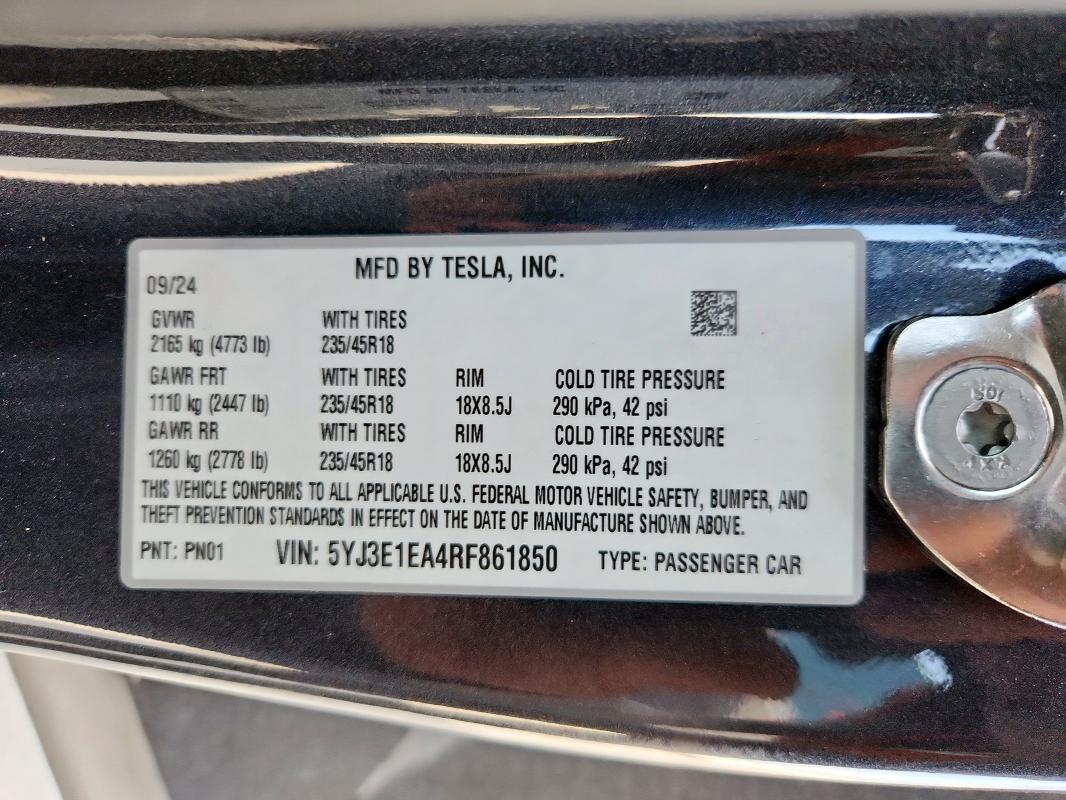 MFD BY TESLA, INC.
MFD BY TESLA, INC.
09/24
GVWR WITH TIRES
2165 kg (4773 lb) 235/45R18
GAWR FRT WITH TIRES RIM COLD TIRE PRESSURE
1110 kg (2447 lb) 235/45R18 18X8.5J 290 kPa, 42 psi
GAWR RR WITH TIRES RIM COLD TIRE PRESSURE
1260 kg (2778 lb) 235/45R18 18X8.5J 290 kPa, 42 psi
THIS VEHICLE CONFORMS TO ALL APPLICABLE U.S. FEDERAL MOTOR VEHICLE SAFETY, BUMPER, AND
THEFT PREVENTION STANDARDS IN EFFECT ON THE DATE OF MANUFACTURE SHOWN ABOVE.
PNT: PN01 VIN: 5YJ3E1EA4RF861850 TYPE: PASSENGER CAR